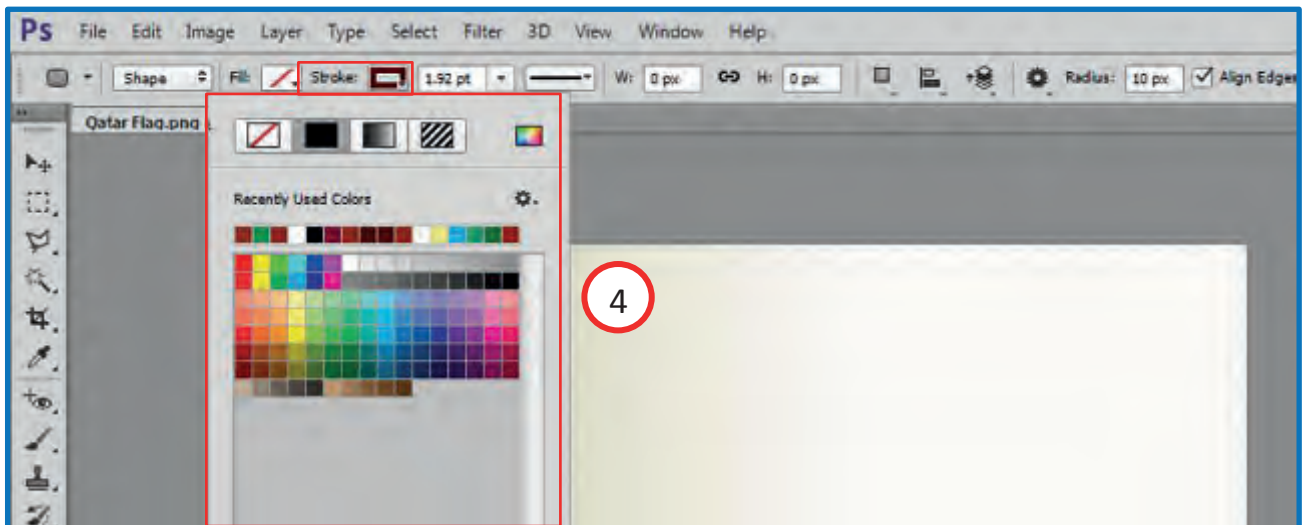 Ps File Edit Image Layer Type Select Filter 3D View Window Help
Shape Fill: Stroke: 1.92 pt W: 0 px H: 0 px Radius: 10 px Align Edges
Qatar Flag.png
Recently Used Colors
4